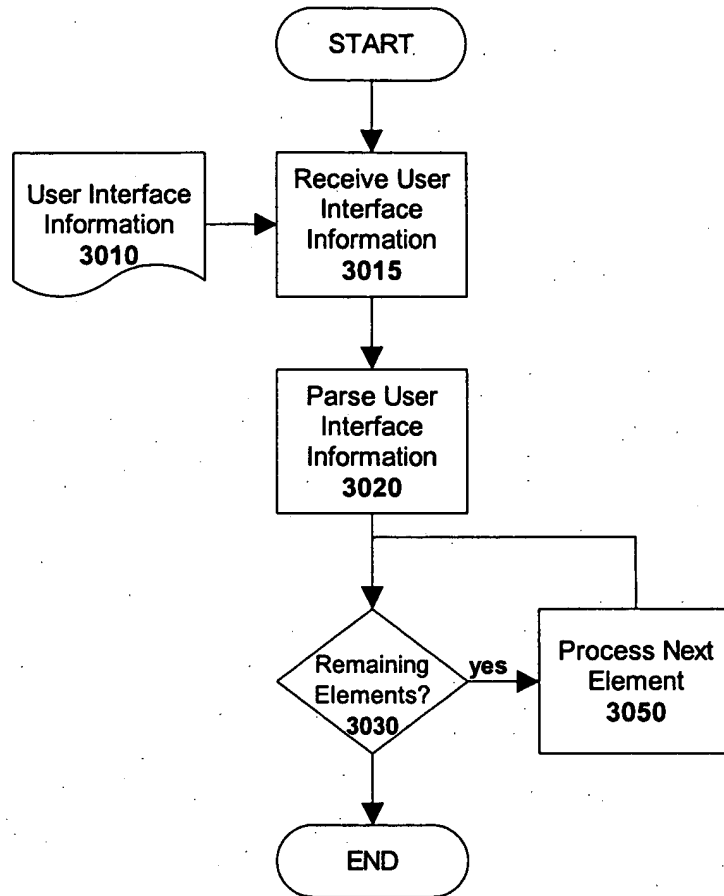 START
User Interface
Information
3010
Receive User
Interface
Information
3015
Parse User
Interface
Information
3020
Remaining
Elements?
3030
yes
Process Next
Element
3050
END